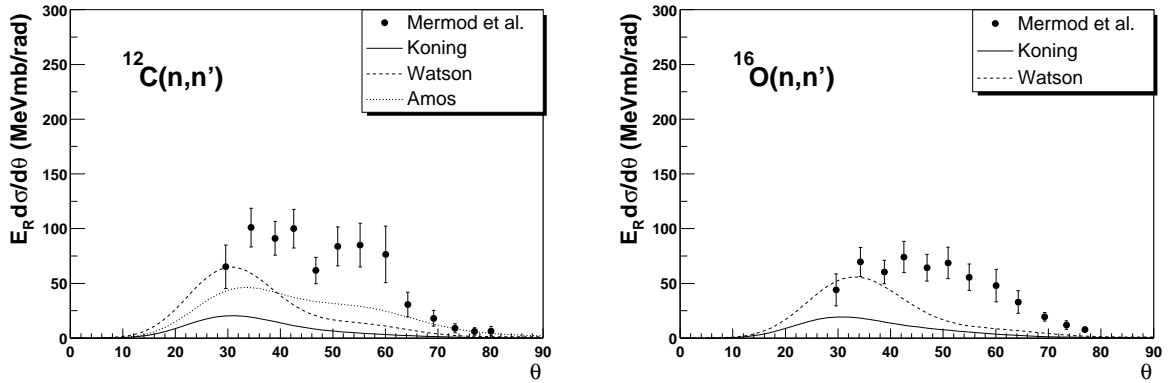 E_R dσ/dθ (MeVmb/rad)
300
250
200
150
100
50
0
¹²C(n,n’)
Mermod et al.
Koning
Watson
Amos
0 10 20 30 40 50 60 70 80 90
θ
E_R dσ/dθ (MeVmb/rad)
300
250
200
150
100
50
0
¹⁶O(n,n’)
Mermod et al.
Koning
Watson
0 10 20 30 40 50 60 70 80 90
θ